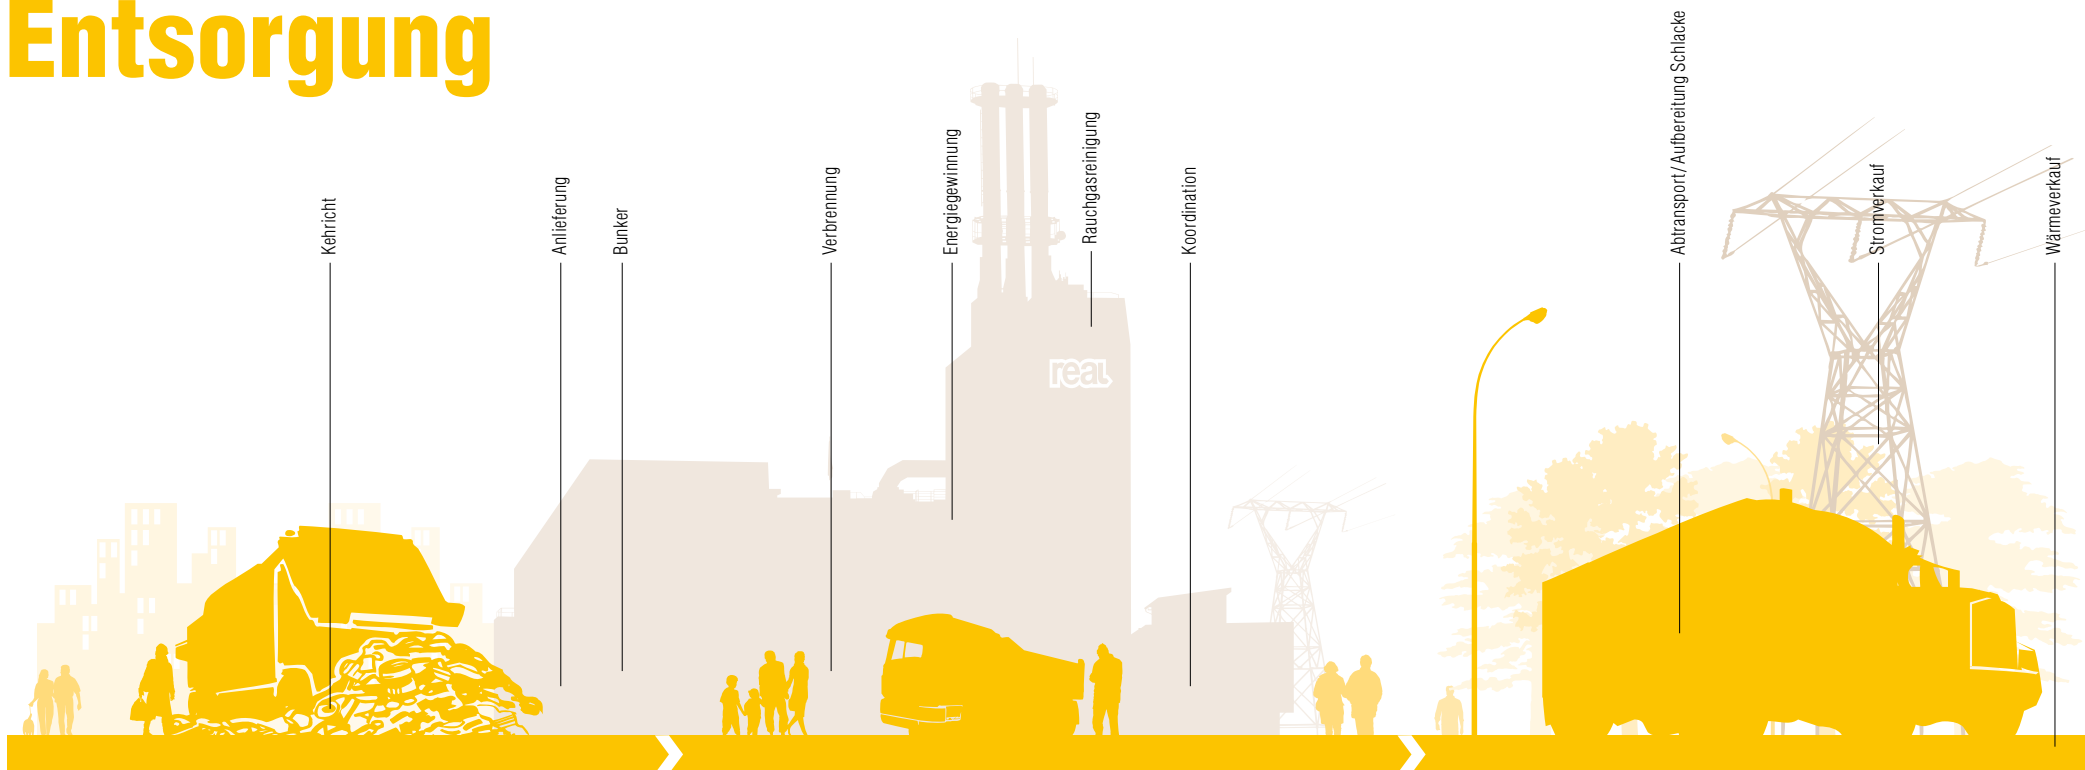 Entsorgung
Kehricht
Anlieferung
Bunker
Verbrennung
Energiegewinnung
Rauchgasreinigung
Koordination
Abtransport/Aufbereitung Schlacke
Stromverkauf
Wärmeverkauf
real